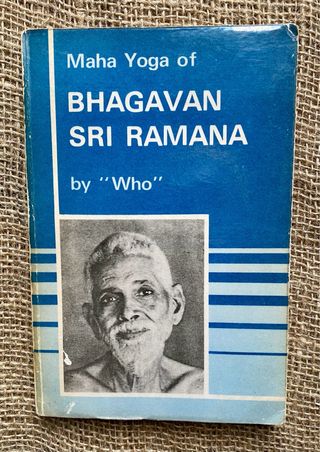 Maha Yoga of
BHAGAVAN
SRI RAMANA
by "Who"